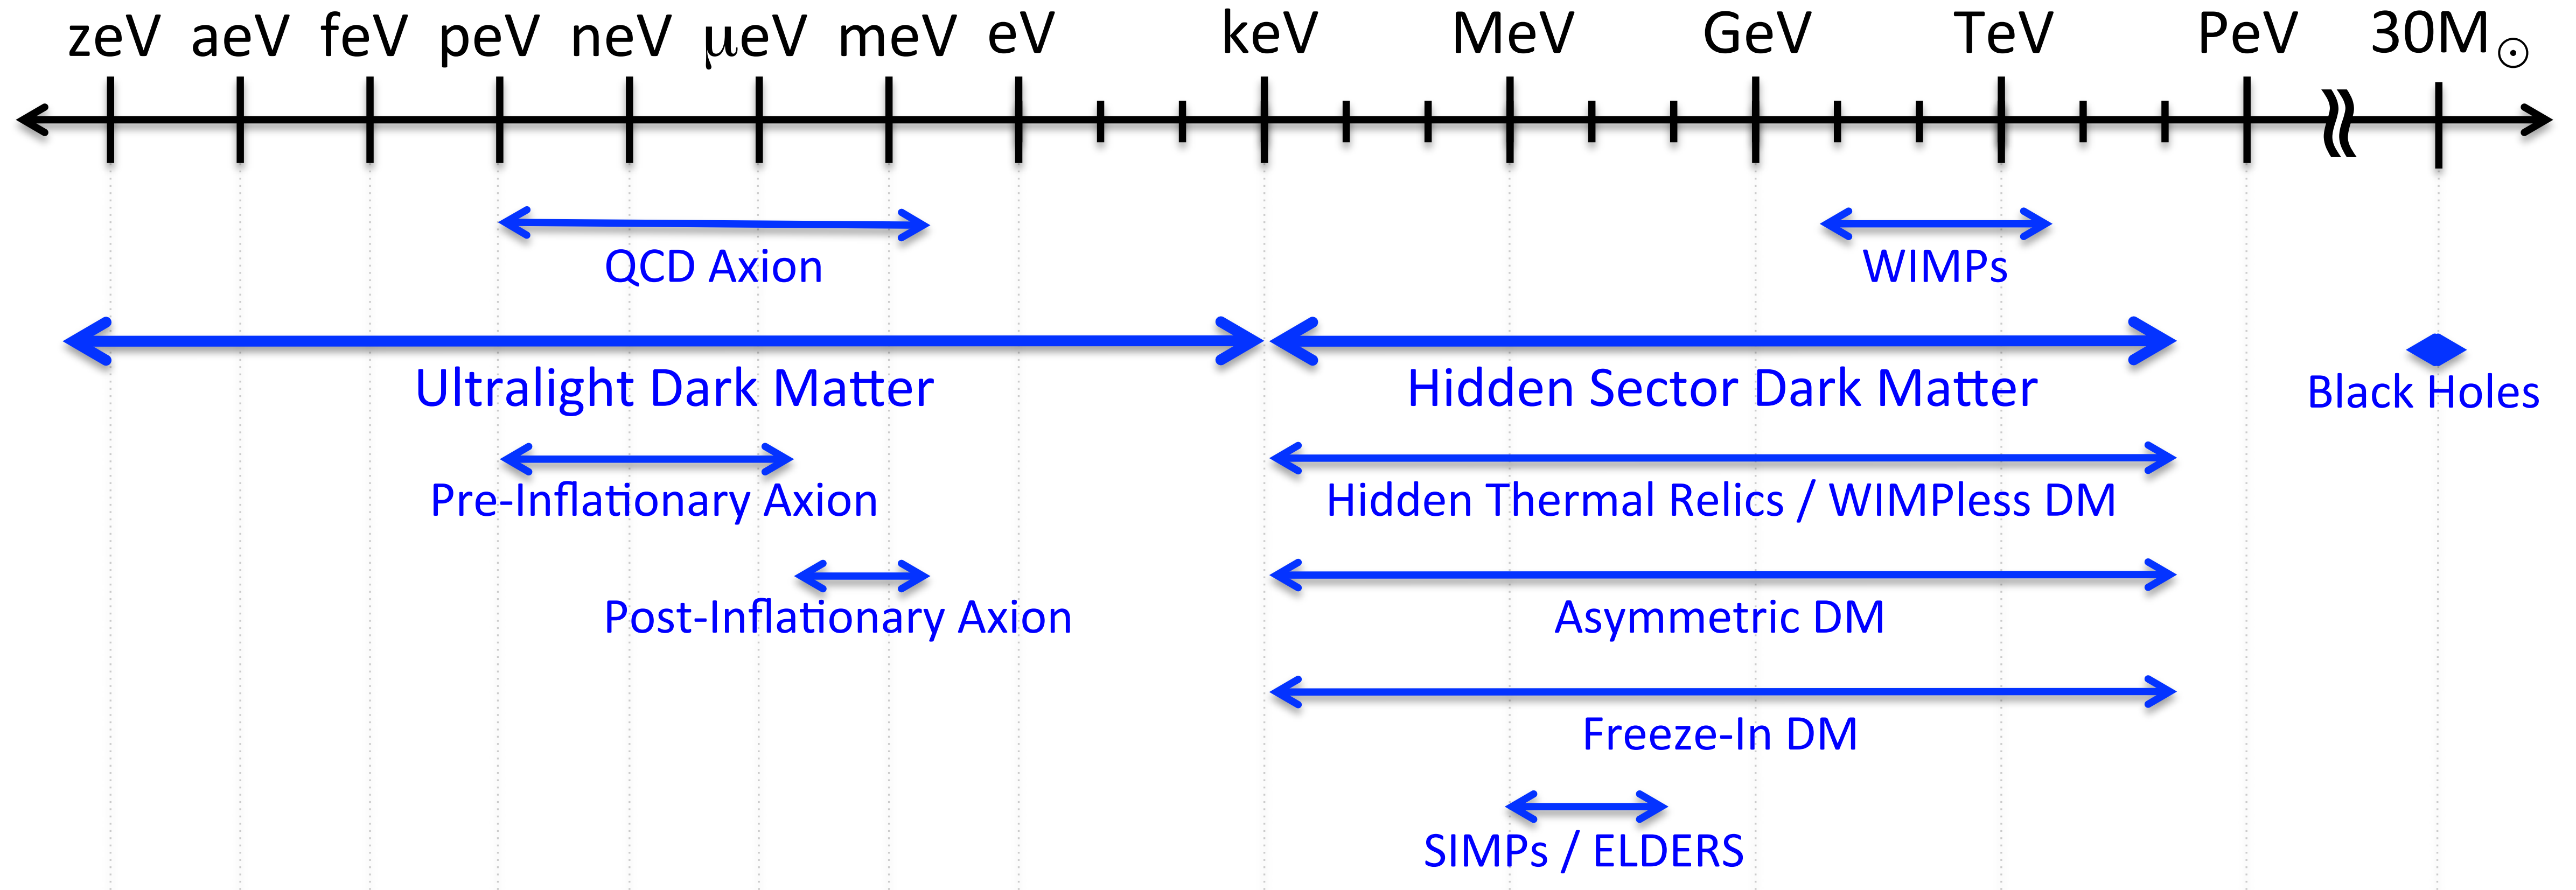 zeV aeV feV peV neV μeV meV eV keV MeV GeV TeV PeV 30M☉
QCD Axion WIMPs
Ultralight Dark Matter Hidden Sector Dark Matter Black Holes
Pre-Inflationary Axion Hidden Thermal Relics / WIMPless DM
Post-Inflationary Axion Asymmetric DM
Freeze-In DM
SIMPs / ELDERS